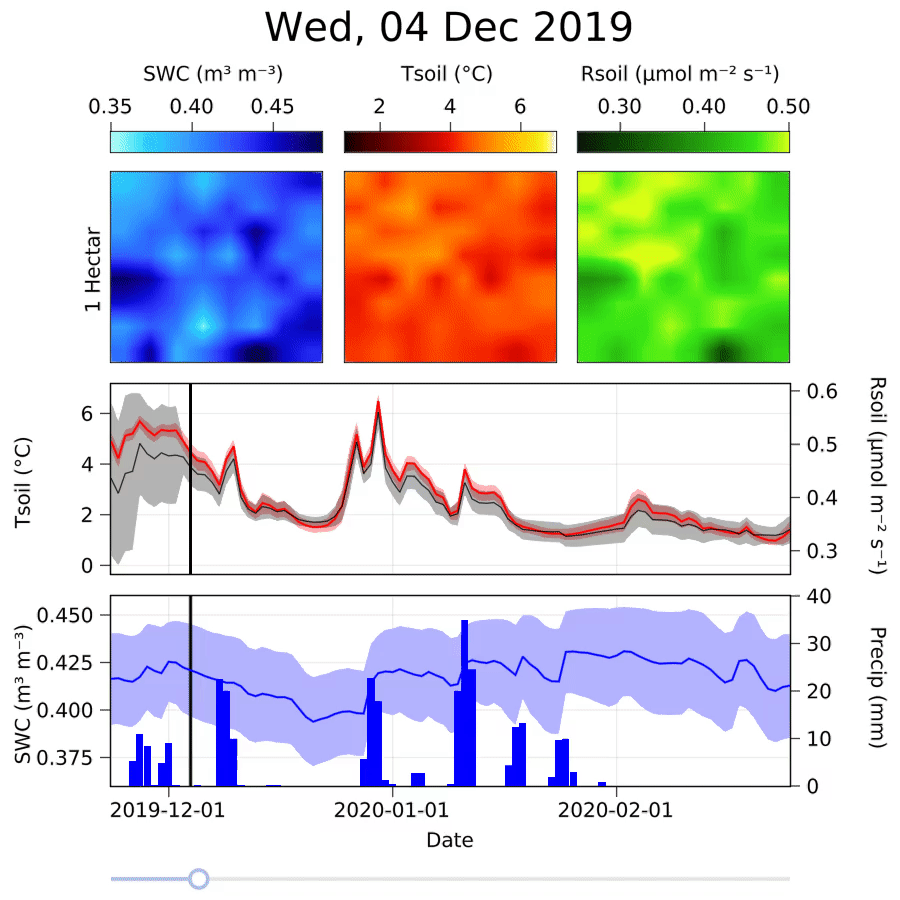 Wed, 04 Dec 2019
SWC (m³ m⁻³) Tsoil (°C) Rsoil (µmol m⁻² s⁻¹)
0.35 0.40 0.45 2 4 6 0.30 0.40 0.50
1 Hectar
Tsoil (°C)
6
4
2
0
0.6
0.5
0.4
0.3
Rsoil (µmol m⁻² s⁻¹)
SWC (m³ m⁻³)
0.450
0.425
0.400
0.375
40
30
20
10
0
Precip (mm)
2019-12-01 2020-01-01 2020-02-01
Date